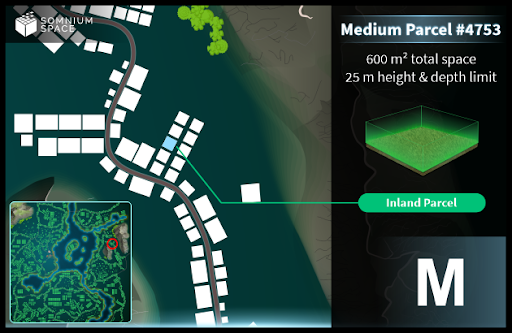 SOMNIUM
SPACE
Medium Parcel #4753
600 m² total space
25 m height & depth limit
Inland Parcel
M